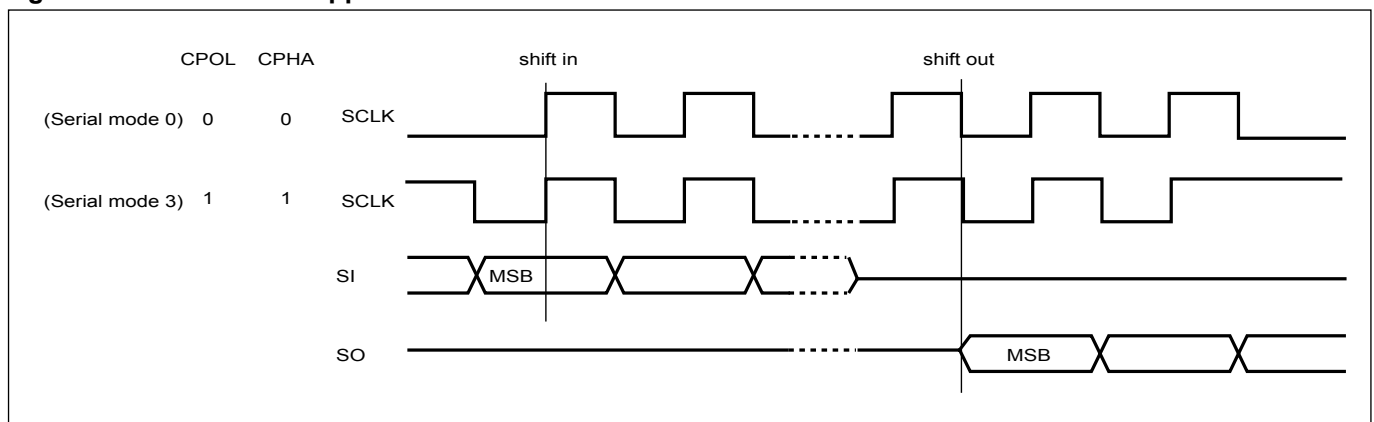 CPOL CPHA shift in shift out
(Serial mode 0) 0 0 SCLK
(Serial mode 3) 1 1 SCLK
SI MSB
SO MSB